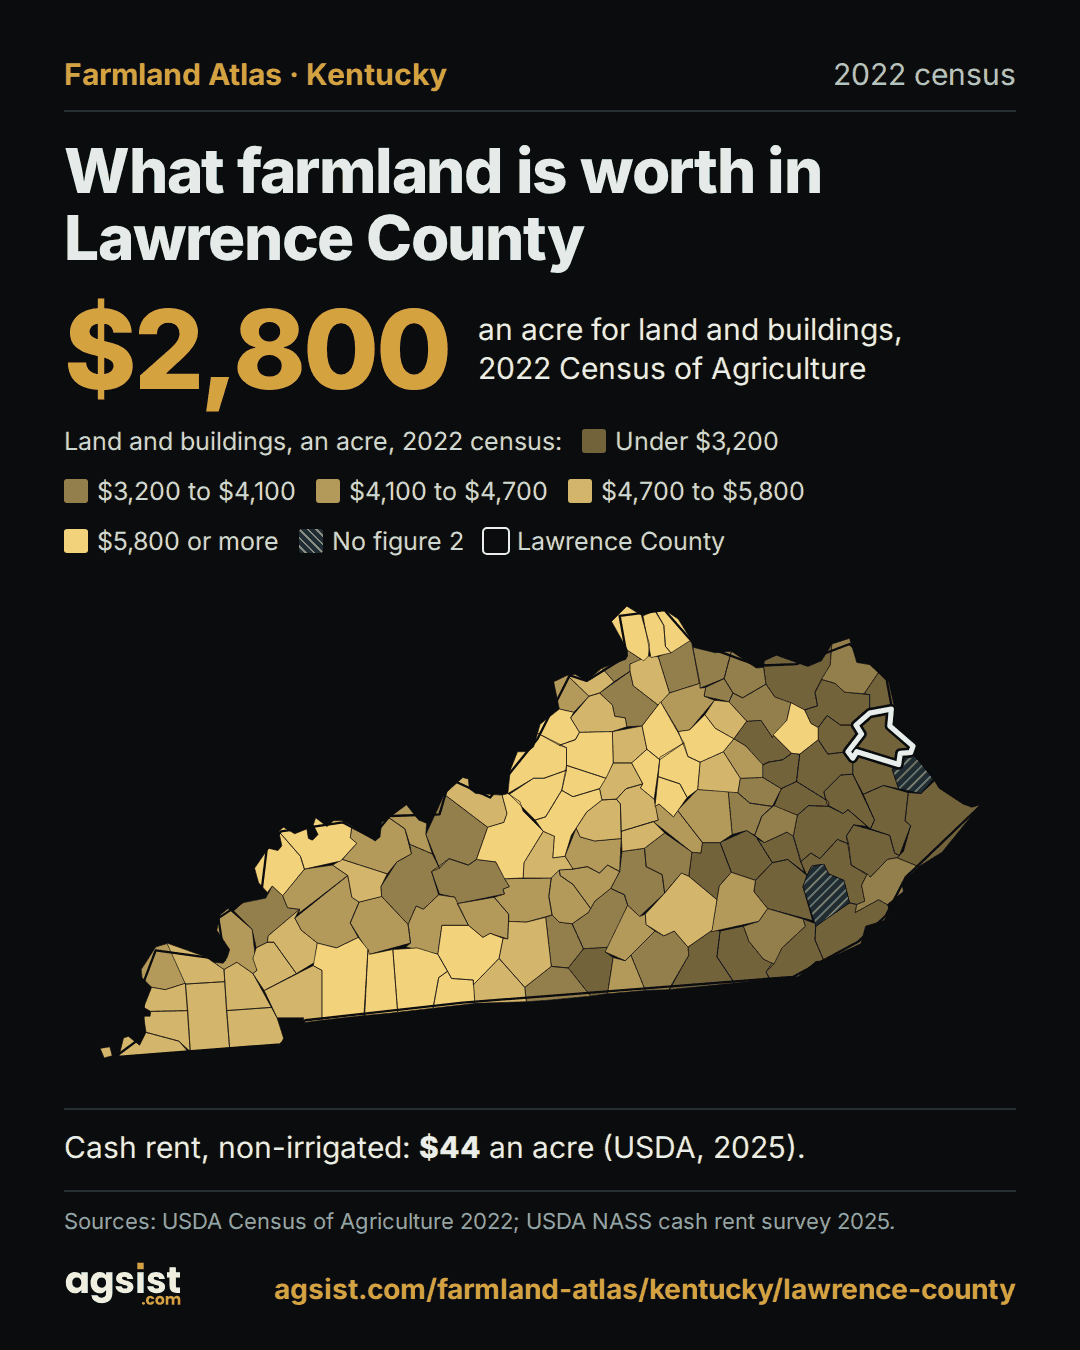 Farmland Atlas · Kentucky
2022 census
What farmland is worth in
Lawrence County
$2,800
an acre for land and buildings,
2022 Census of Agriculture
Land and buildings, an acre, 2022 census: Under $3,200
$3,200 to $4,100 $4,100 to $4,700 $4,700 to $5,800
$5,800 or more No figure 2 Lawrence County
Cash rent, non-irrigated: $44 an acre (USDA, 2025).
Sources: USDA Census of Agriculture 2022; USDA NASS cash rent survey 2025.
agsist
.com
agsist.com/farmland-atlas/kentucky/lawrence-county